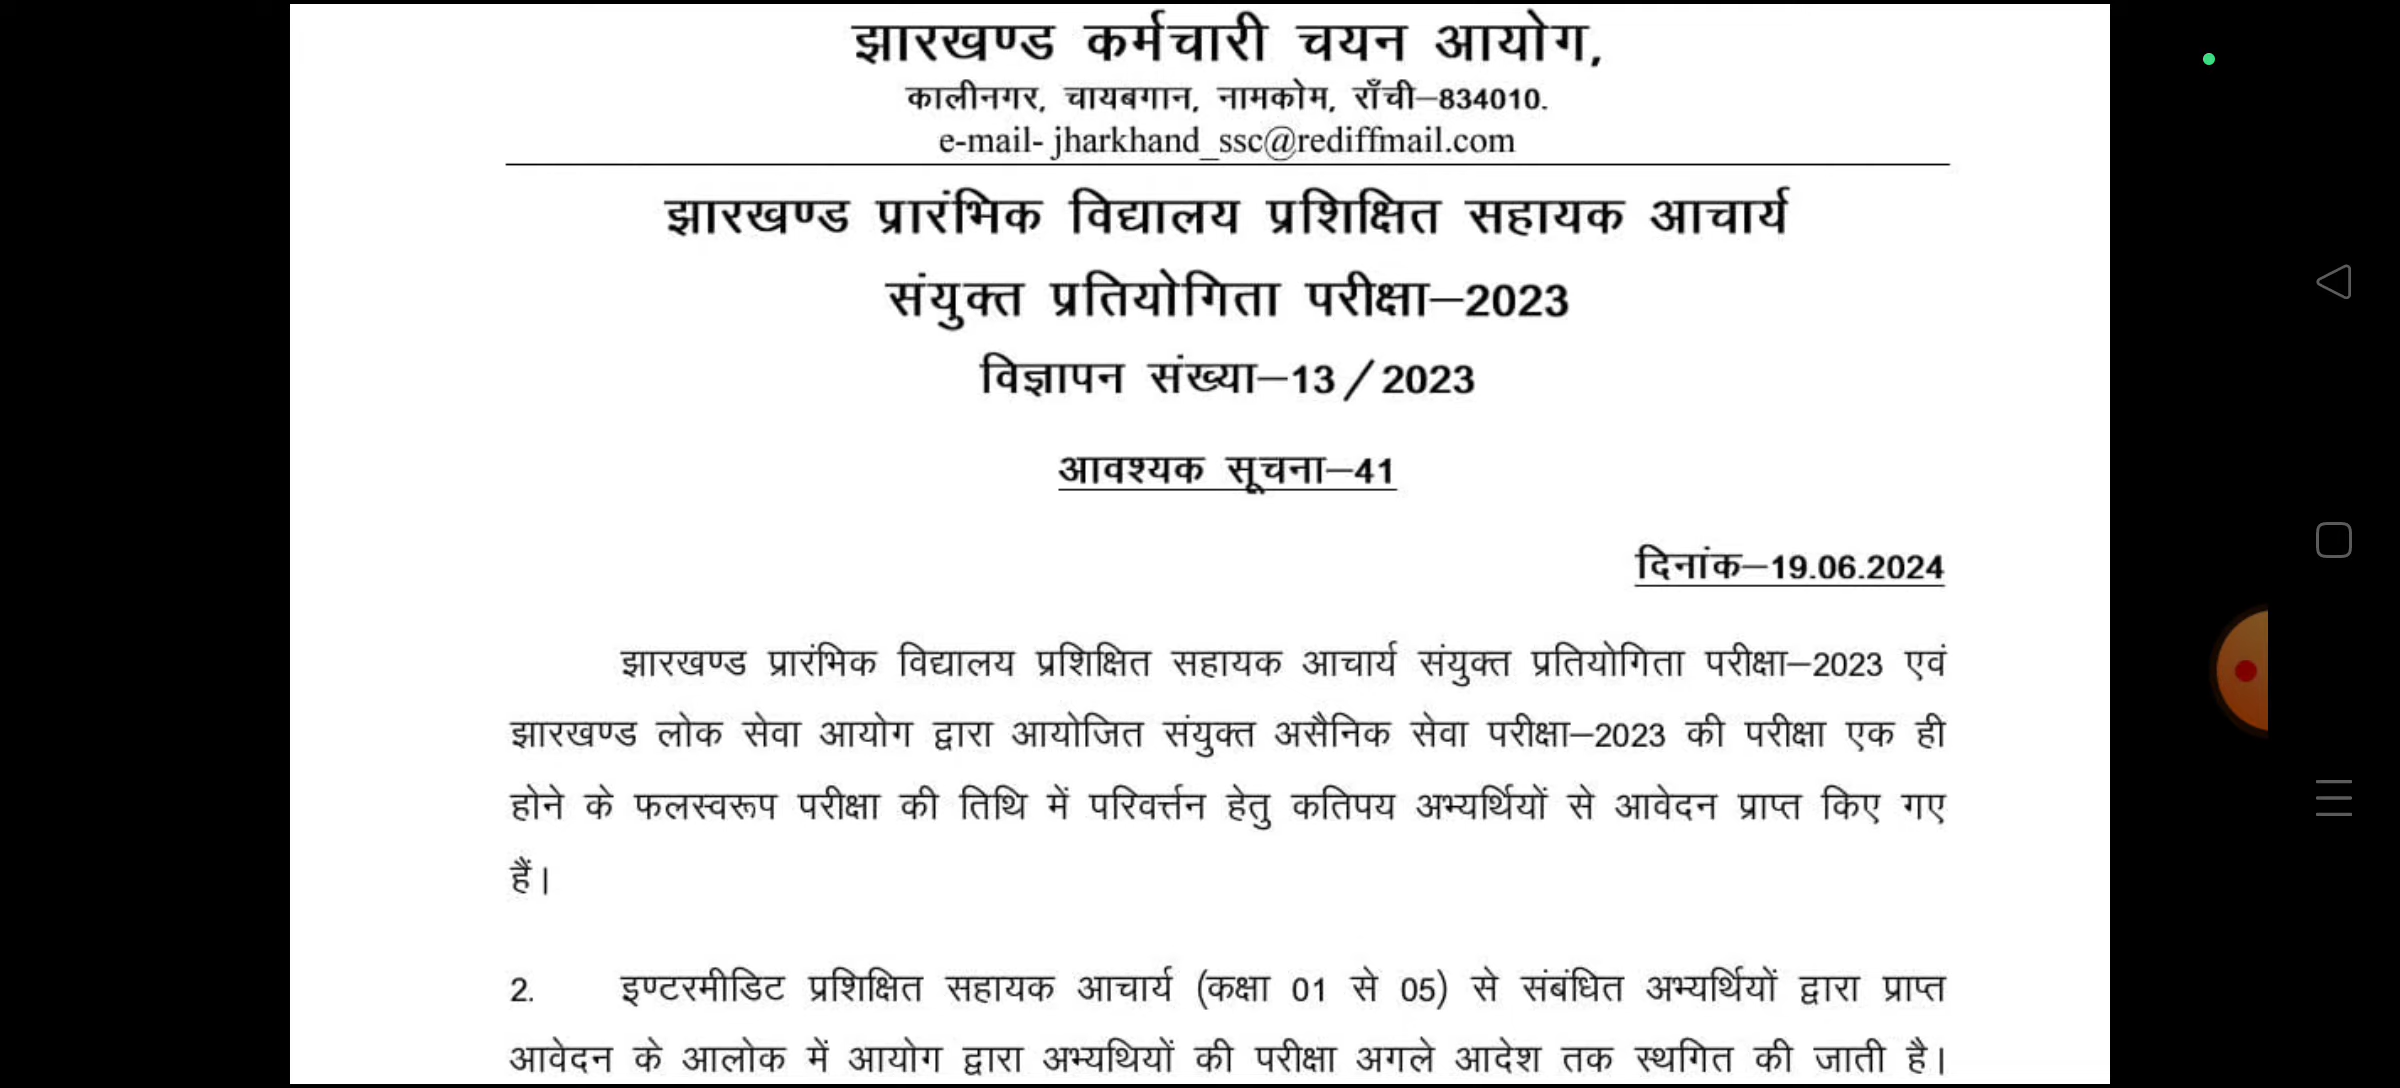 झारखण्ड कर्मचारी चयन आयोग,
कालीनगर, चायबगान, नामकोम, राँची–834010.
e-mail- jharkhand_ssc@rediffmail.com
झारखण्ड प्रारंभिक विद्यालय प्रशिक्षित सहायक आचार्य
संयुक्त प्रतियोगिता परीक्षा–2023
विज्ञापन संख्या–13/2023
आवश्यक सूचना–41
दिनांक–19.06.2024
झारखण्ड प्रारंभिक विद्यालय प्रशिक्षित सहायक आचार्य संयुक्त प्रतियोगिता परीक्षा–2023 एवं
झारखण्ड लोक सेवा आयोग द्वारा आयोजित संयुक्त असैनिक सेवा परीक्षा–2023 की परीक्षा एक ही
होने के फलस्वरूप परीक्षा की तिथि में परिवर्त्तन हेतु कतिपय अभ्यर्थियों से आवेदन प्राप्त किए गए
हैं।
2. इण्टरमीडिट प्रशिक्षित सहायक आचार्य (कक्षा 01 से 05) से संबंधित अभ्यर्थियों द्वारा प्राप्त
आवेदन के आलोक में आयोग द्वारा अभ्यथियों की परीक्षा अगले आदेश तक स्थगित की जाती है।